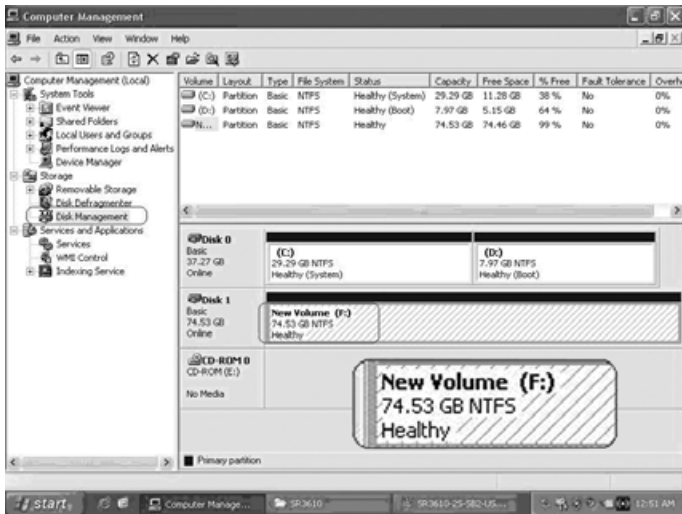 Computer Management
File Action View Window Help
Computer Management (Local)
System Tools
Event Viewer
Shared Folders
Local Users and Groups
Performance Logs and Alerts
Device Manager
Storage
Removable Storage
Disk Defragmenter
Disk Management
Services and Applications
Services
WMI Control
Indexing Service
Volume Layout Type File System Status Capacity Free Space % Free Fault Tolerance Overh
(C:) Partition Basic NTFS Healthy (System) 29.29 GB 11.28 GB 38 % No 0%
(D:) Partition Basic NTFS Healthy (Boot) 7.97 GB 5.15 GB 64 % No 0%
N... Partition Basic NTFS Healthy 74.53 GB 74.46 GB 99 % No 0%
Disk 0
Basic
37.27 GB
Online
(C:)
29.29 GB NTFS
Healthy (System)
(D:)
7.97 GB NTFS
Healthy (Boot)
Disk 1
Basic
74.53 GB
Online
New Volume (F:)
74.53 GB NTFS
Healthy
CD-ROM 0
CD-ROM (E:)
No Media
New Volume (F:)
74.53 GB NTFS
Healthy
Primary partition
start
Computer Manage...
SR3610
SR3610-2S-SB2-US...
12:51 AM